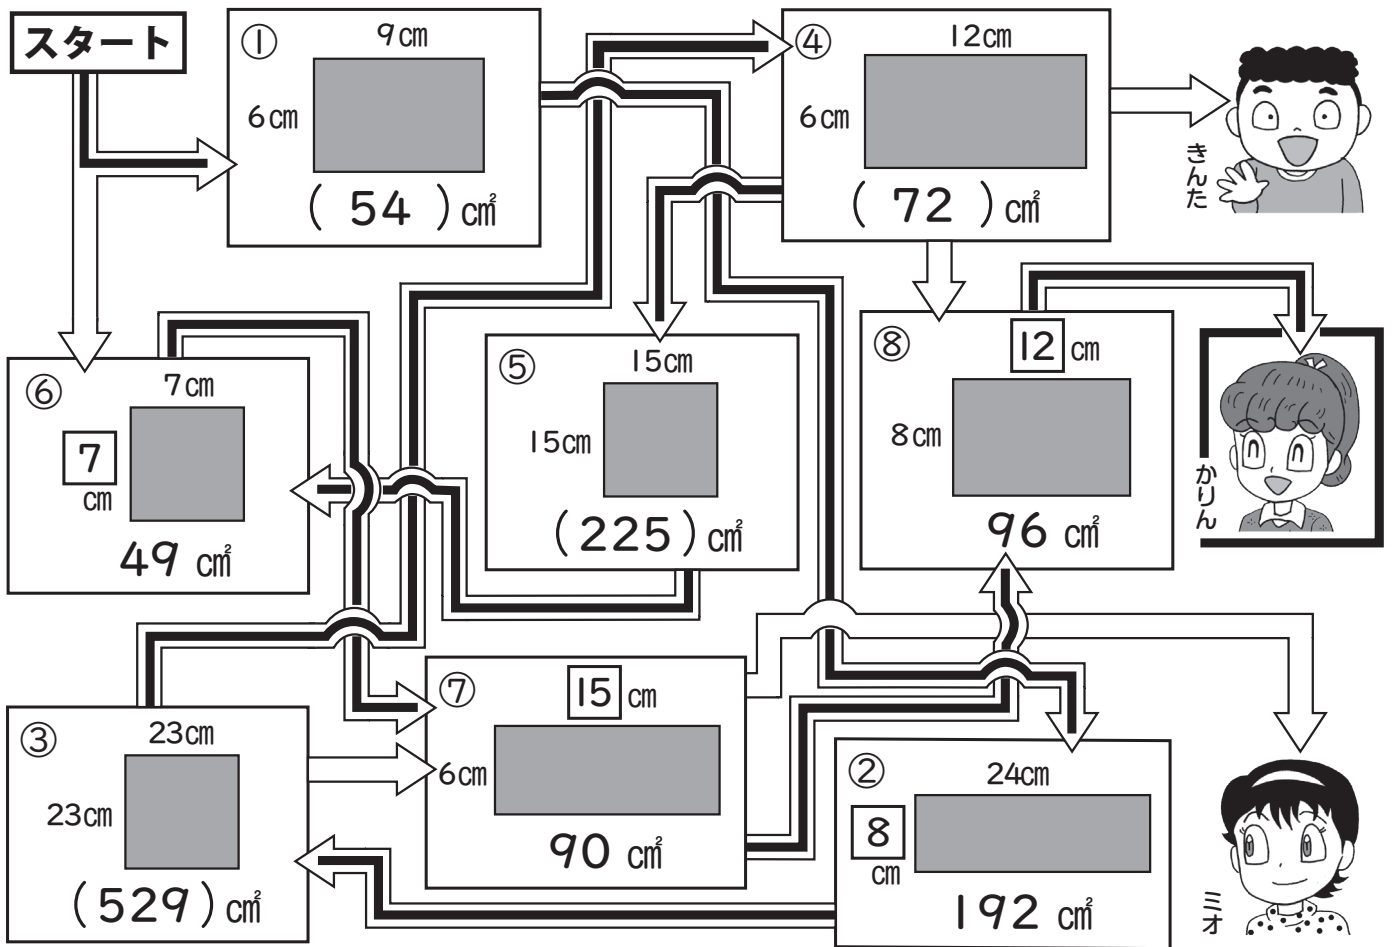 スタート
①
9cm
6cm
( 54 )cm²
④
12cm
6cm
( 72 )cm²
きんた
⑥
7cm
7
cm
49 cm²
⑤
15cm
15cm
(225)cm²
⑧
12 cm
8cm
96 cm²
かりん
③
23cm
23cm
(529)cm²
⑦
15 cm
6cm
90 cm²
②
24cm
8
cm
192 cm²
ミオ